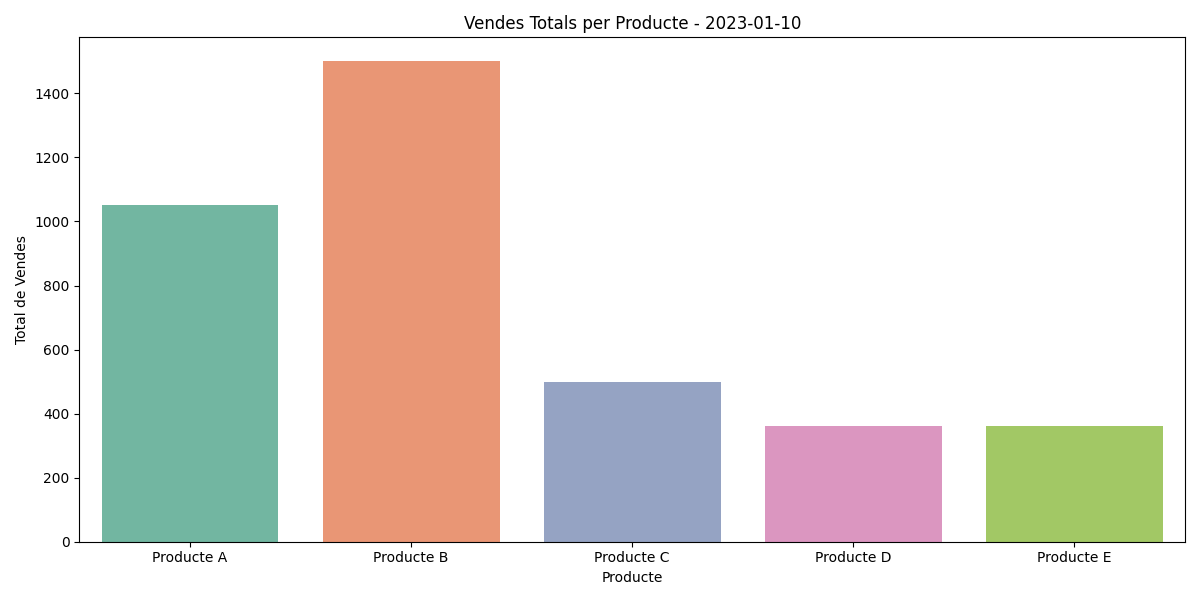 Vendes Totals per Producte - 2023-01-10
Total de Vendes
1400
1200
1000
800
600
400
200
0
Producte A
Producte B
Producte C
Producte D
Producte E
Producte